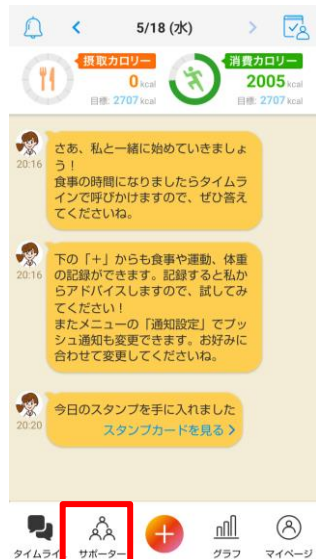 5/18 (水)
摂取カロリー
0 kcal
目標: 2707 kcal
消費カロリー
2005 kcal
目標: 2707 kcal
さあ、私と一緒に始めていきましょ
う！
食事の時間になりましたらタイムラ
インで呼びかけますので、ぜひ答え
てくださいね。
20:16
下の「+」からも食事や運動、体重
の記録ができます。記録すると私か
らアドバイスしますので、試してみ
てください！
またメニューの「通知設定」でプッ
シュ通知も変更できます。お好みに
合わせて変更してくださいね。
20:16
今日のスタンプを手に入れました
スタンプカードを見る
20:20
タイムライ
サポーター
グラフ
マイページ